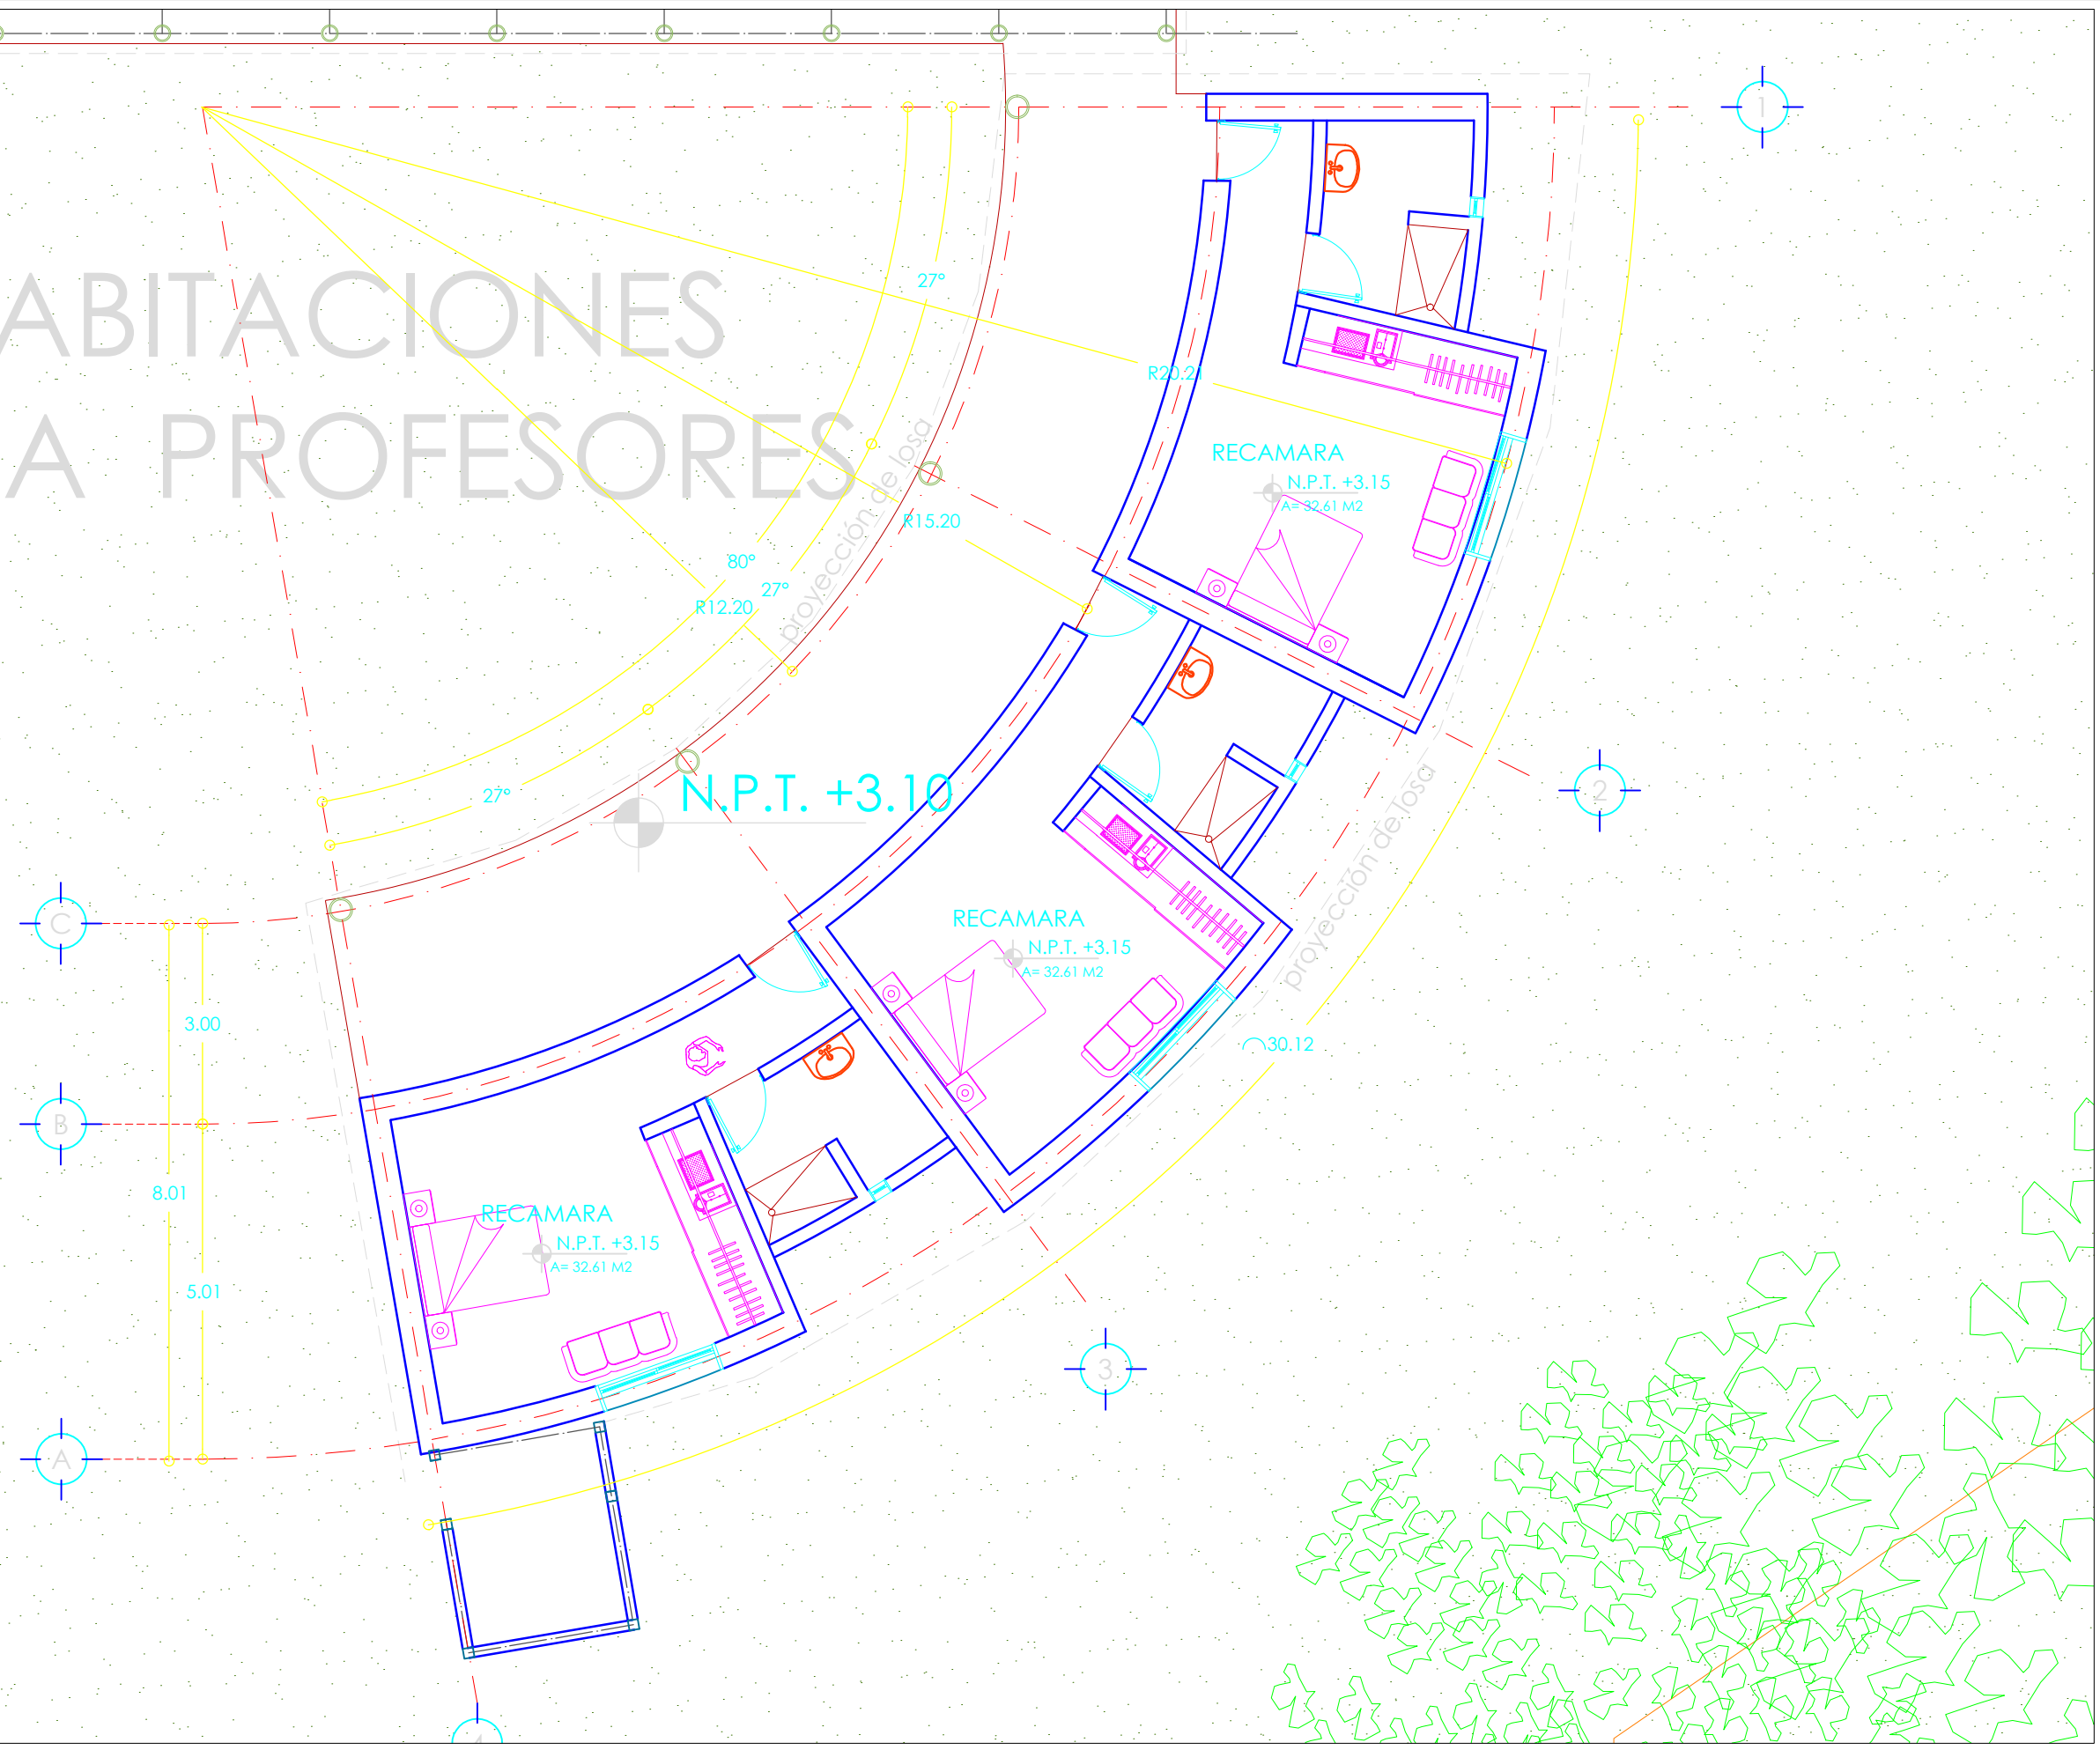 1
27°
ABITACIONES
R20.21
A PROFESORES
RECAMARA
N.P.T. +3.15
A= 32.61 M2
proyección de losa
R15.20
80°
27°
R12.20
27°
N.P.T. +3.10
2
proyección de losa
C
RECAMARA
N.P.T. +3.15
A= 32.61 M2
3.00
30.12
B
8.01
RECAMARA
N.P.T. +3.15
A= 32.61 M2
5.01
3
A